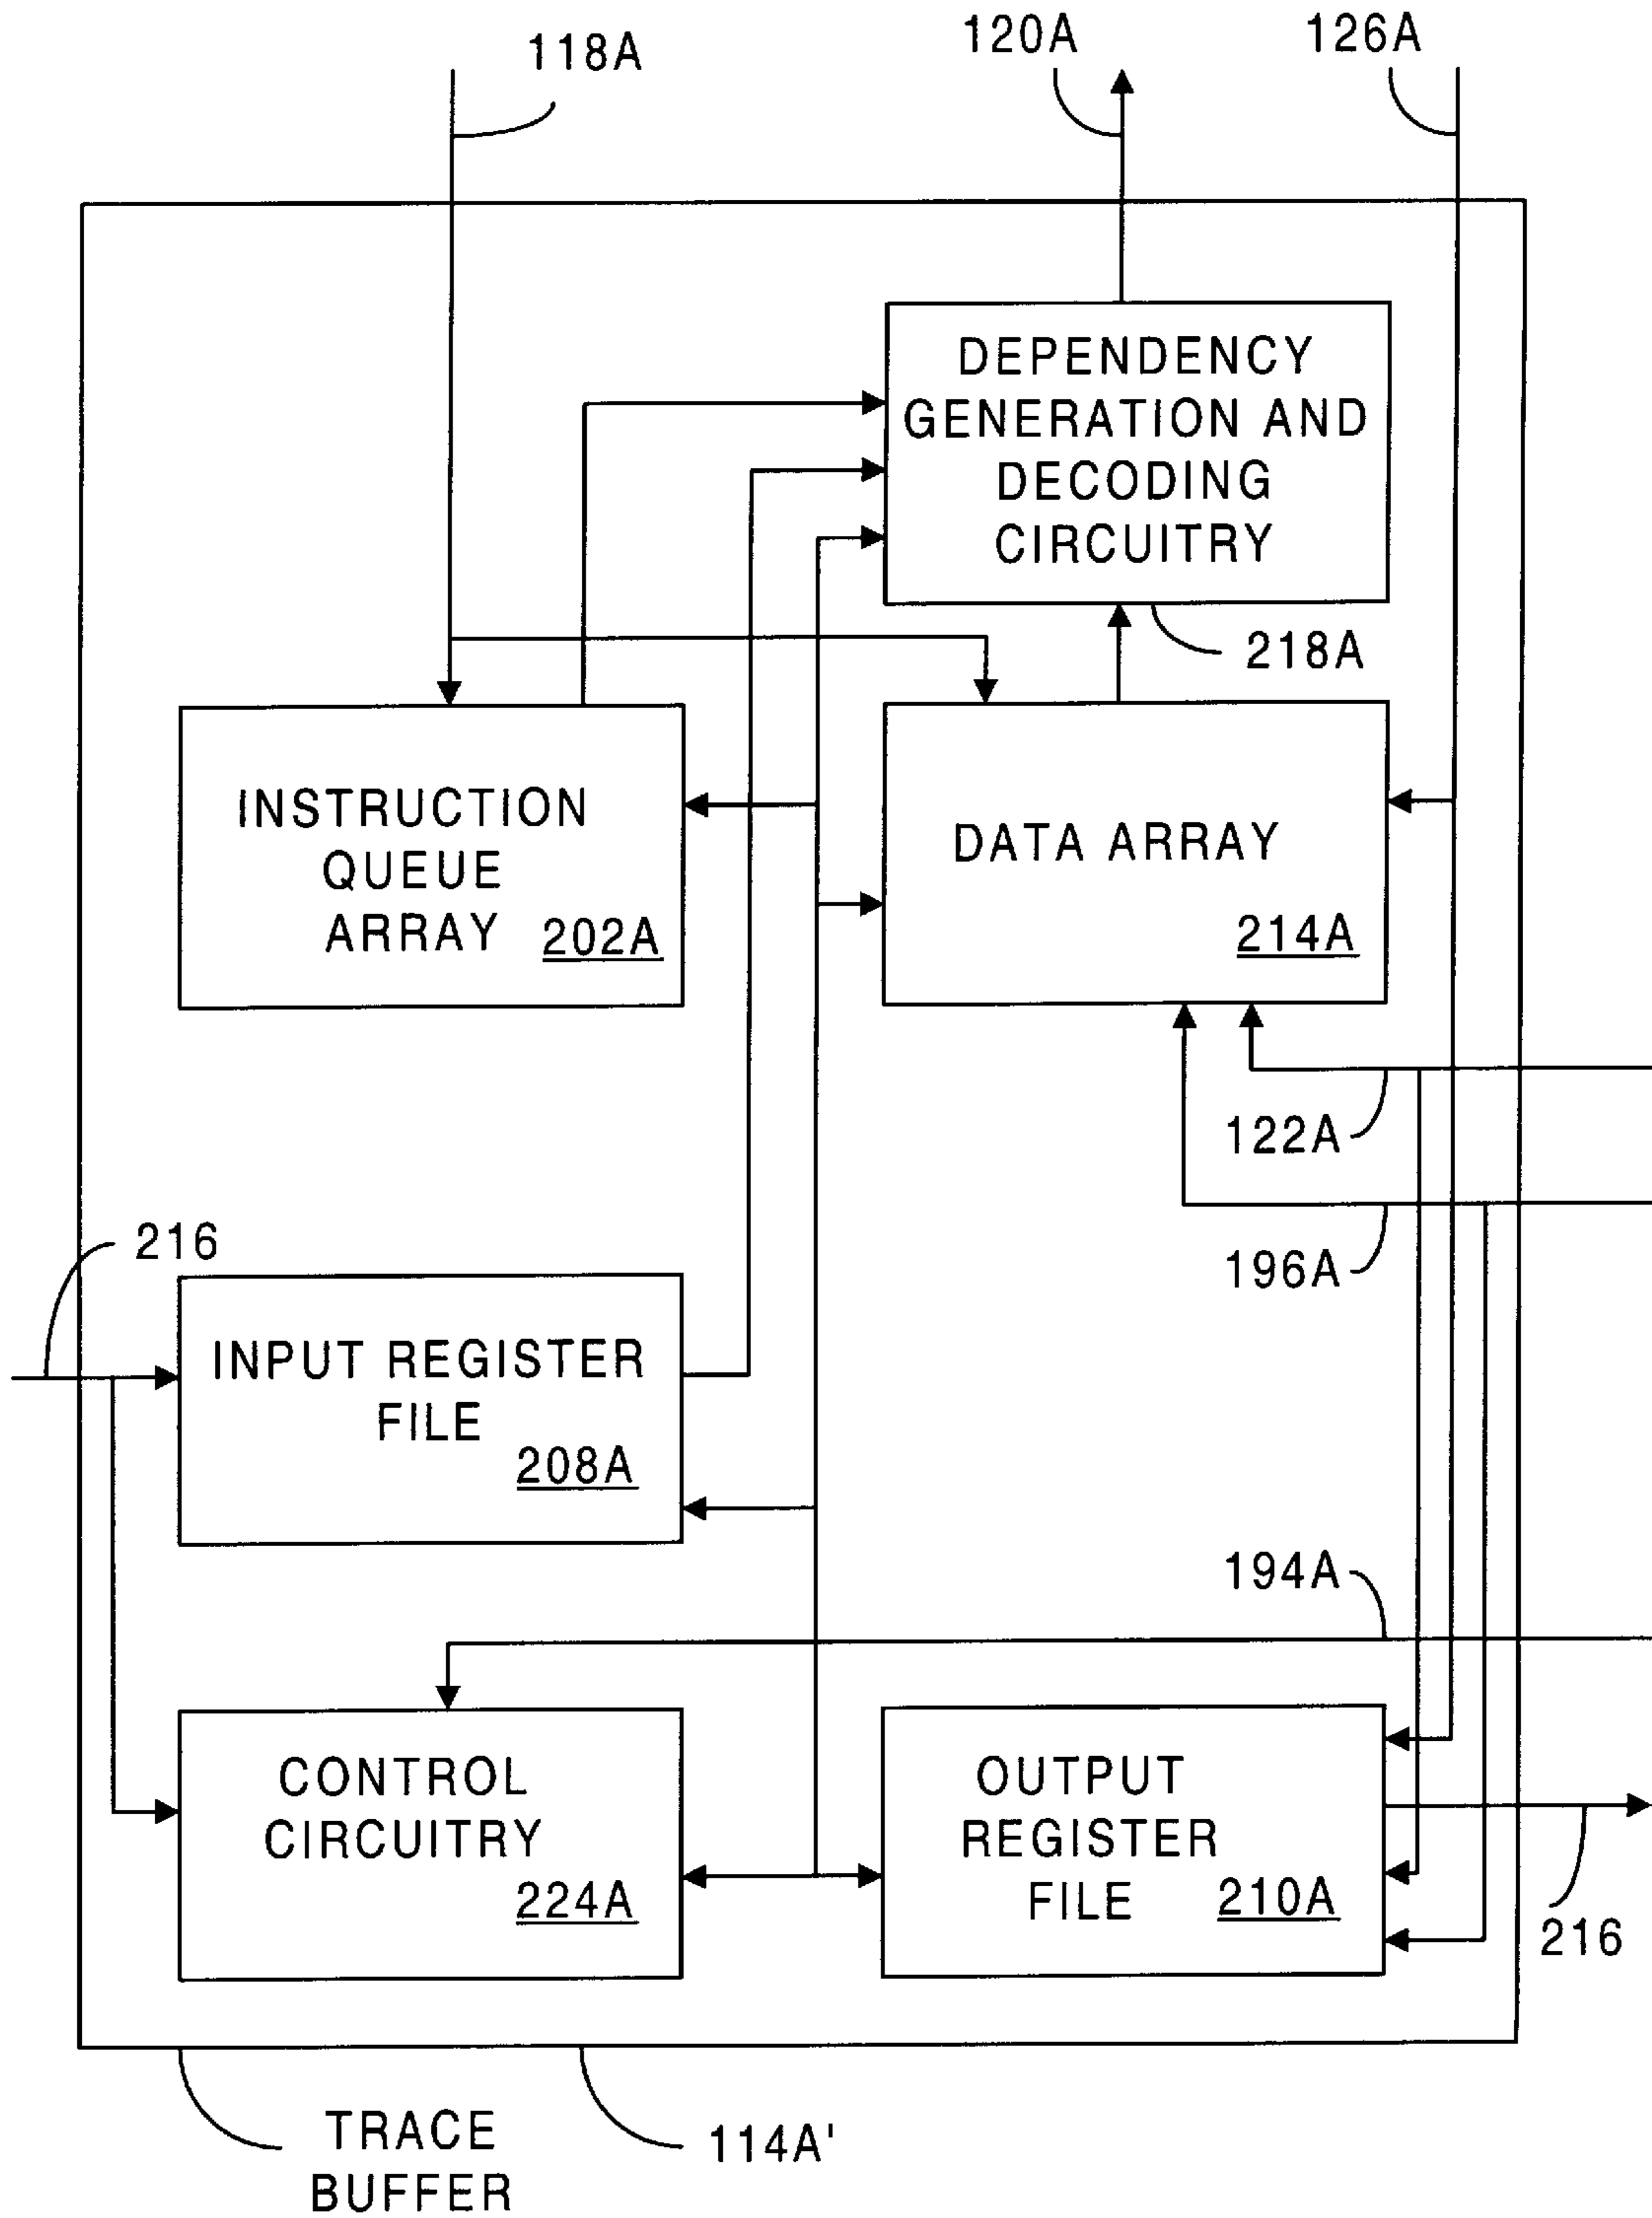 118A
120A
126A
DEPENDENCY
GENERATION AND
DECODING
CIRCUITRY
218A
INSTRUCTION
QUEUE
ARRAY
202A
DATA ARRAY
214A
122A
216
196A
INPUT REGISTER
FILE
208A
194A
CONTROL
CIRCUITRY
224A
OUTPUT
REGISTER
FILE
210A
216
TRACE
BUFFER
114A'